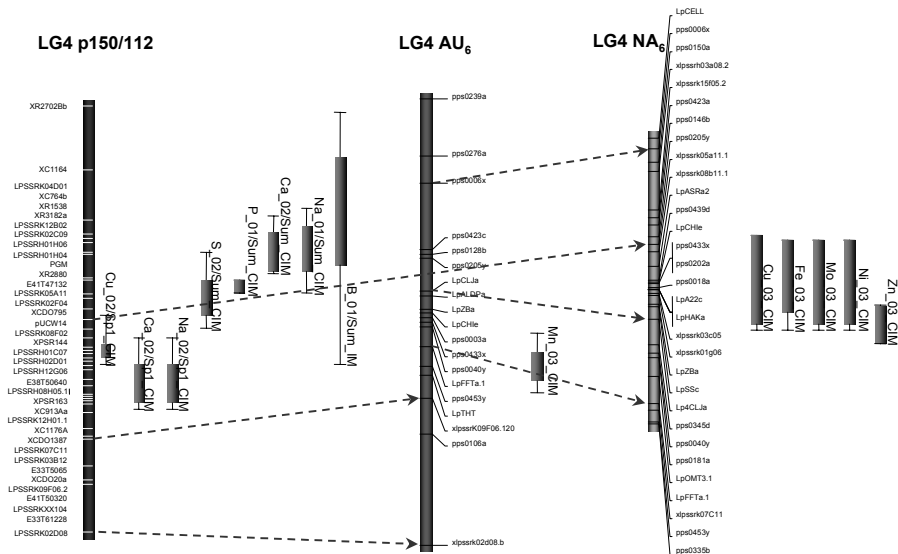 LG4 p150/112
LG4 AU6
LG4 NA6
XR2702Bb
XC1164
LPSSRK04D01
XC764b
XR1538
XR3182a
LPSSRK12B02
LPSSRK02C09
LPSSRH01H06
LPSSRH01H04
PGM
XR2880
E41T47132
LPSSRK05A11
LPSSRK02F04
XCDO795
pUCW14
LPSSRK08F02
XPSR144
LPSSRH01C07
LPSSRH02D01
LPSSRH12G06
E38T50640
LPSSRH08H05.1
XPSR163
XC913Aa
LPSSRK12H01.1
XC1176A
XCDO1387
LPSSRK07C11
LPSSRK03B12
E33T5065
XCDO20a
LPSSRK09F06.2
E41T50320
LPSSRKXX104
E33T61228
LPSSRK02D08
Cu_02/Sp1_CIM
Ca_02/Sp1_CIM
Na_02/Sp1_CIM
S_02/Sum_CIM
P_01/Sum_CIM
Ca_02/Sum_CIM
Na_01/Sum_CIM
B_01/Sum_IM
pps0239a
pps0276a
pps0006x
pps0423c
pps0128b
pps0205y
LpCLJa
LpALDPa
LpZBa
LpCHIe
pps0003a
pps0433x
pps0040y
LpFFTa.1
pps0453y
LpTHT
xlpssrK09F06.120
pps0106a
xlpssrk02d08.b
Mn_03_CIM
LpCELL
pps0006x
pps0150a
xlpssrh03a08.2
xlpssrk15f05.2
pps0423a
pps0146b
pps0205y
xlpssrk05a11.1
xlpssrk08b11.1
LpASRa2
pps0439d
LpCHIe
pps0433x
pps0202a
pps0018a
LpA22c
LpHAKa
xlpssrk03c05
xlpssrk01g06
LpZBa
LpSSc
Lp4CLJa
pps0345d
pps0040y
pps0181a
LpOMT3.1
LpFFTa.1
xlpssrk07C11
pps0453y
pps0335b
Cu_03_CIM
Fe_03_CIM
Mo_03_CIM
Ni_03_CIM
Zn_03_CIM